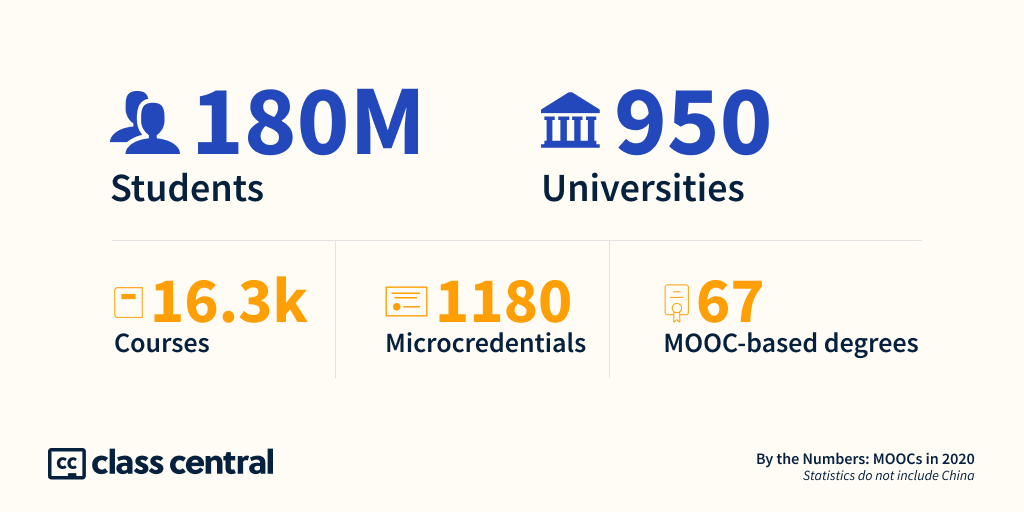 180M
Students
950
Universities
16.3k
Courses
1180
Microcredentials
67
MOOC-based degrees
cc class central
By the Numbers: MOOCs in 2020
Statistics do not include China